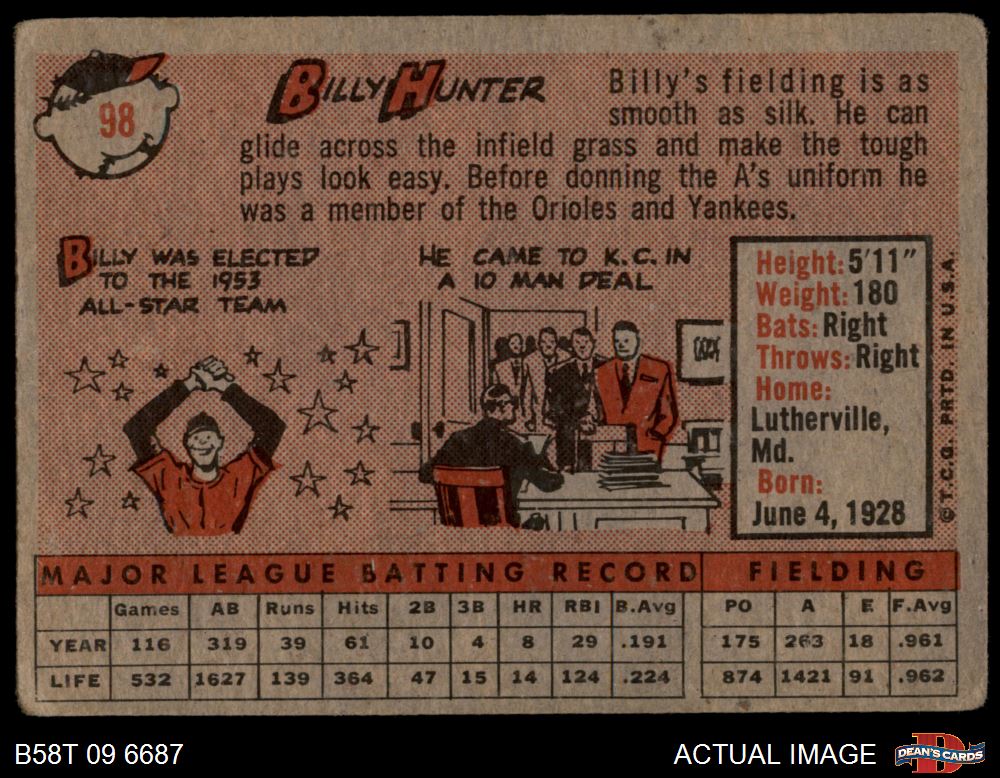 98
BILLY HUNTER
Billy's fielding is as
smooth as silk. He can
glide across the infield grass and make the tough
plays look easy. Before donning the A's uniform he
was a member of the Orioles and Yankees.
BILLY WAS ELECTED
TO THE 1953
ALL-STAR TEAM
HE CAME TO K.C. IN
A 10 MAN DEAL
Height: 5'11"
Weight: 180
Bats: Right
Throws: Right
Home:
Lutherville,
Md.
Born:
June 4, 1928
© T.C.G. PRTD. IN U.S.A.
MAJOR LEAGUE BATTING RECORD FIELDING
Games AB Runs Hits 2B 3B HR RBI B.Avg PO A E F.Avg
YEAR 116 319 39 61 10 4 8 29 .191 175 263 18 .961
LIFE 532 1627 139 364 47 15 14 124 .224 874 1421 91 .962
B58T 09 6687 ACTUAL IMAGE DEAN'S CARDS